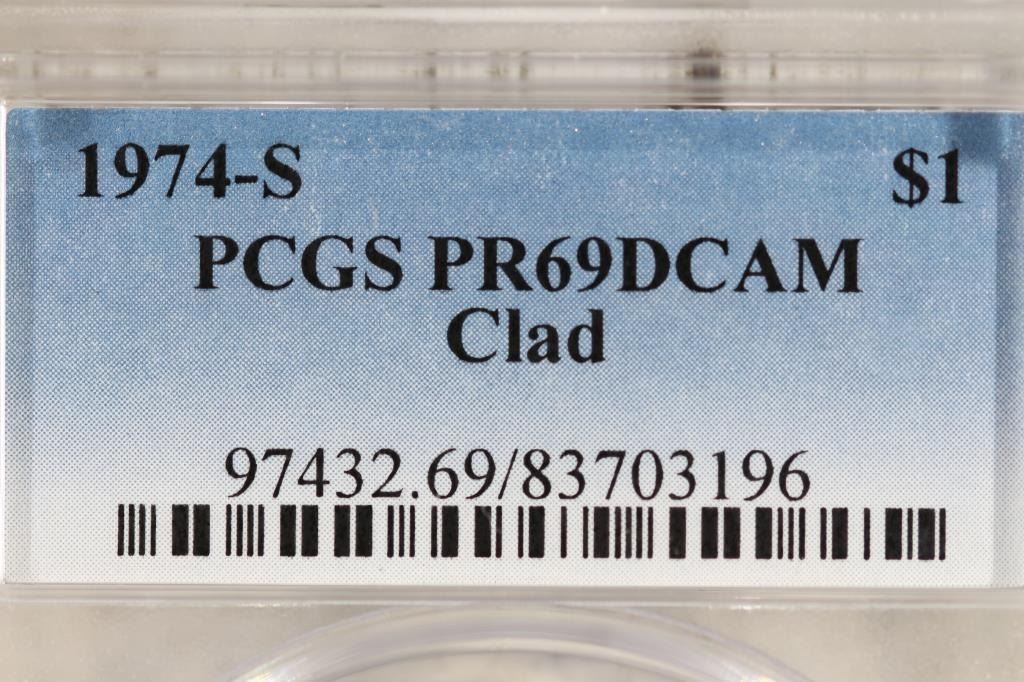 1974-S $1
PCGS PR69DCAM
Clad
97432.69/83703196